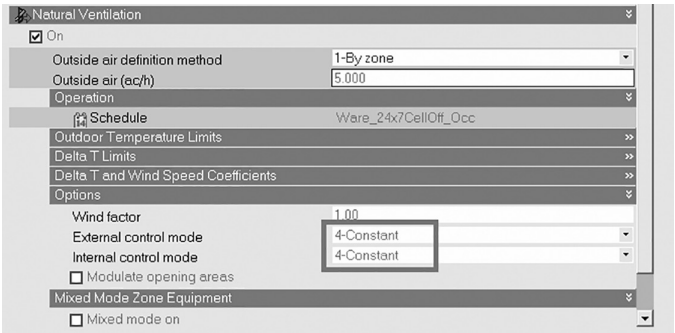 Natural Ventilation
On
Outside air definition method 1-By zone
Outside air (ac/h) 5.000
Operation
Schedule Ware_24x7CellOff_Occ
Outdoor Temperature Limits
Delta T Limits
Delta T and Wind Speed Coefficients
Options
Wind factor 1.00
External control mode 4-Constant
Internal control mode 4-Constant
Modulate opening areas
Mixed Mode Zone Equipment
Mixed mode on